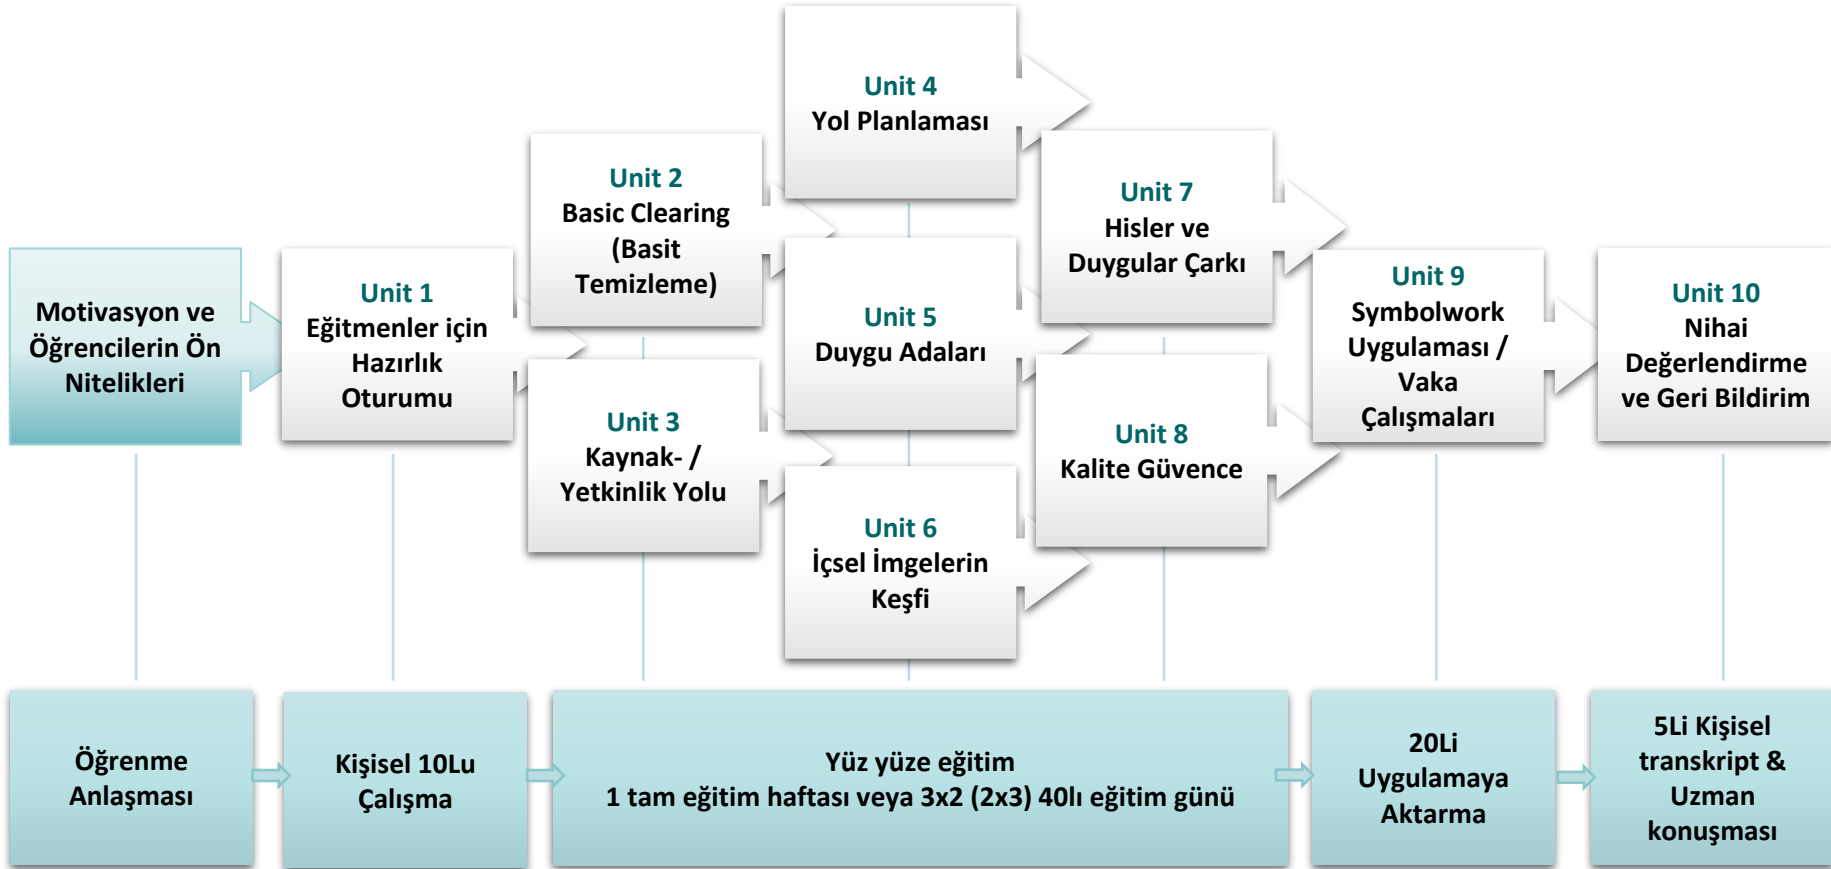 Motivasyon ve
Öğrencilerin Ön
Nitelikleri
Unit 1
Eğitmenler için
Hazırlık
Oturumu
Unit 2
Basic Clearing
(Basit
Temizleme)
Unit 3
Kaynak- /
Yetkinlik Yolu
Unit 4
Yol Planlaması
Unit 5
Duygu Adaları
Unit 6
İçsel İmgelerin
Keşfi
Unit 7
Hisler ve
Duygular Çarkı
Unit 8
Kalite Güvence
Unit 9
Symbolwork
Uygulaması /
Vaka
Çalışmaları
Unit 10
Nihai
Değerlendirme
ve Geri Bildirim
Öğrenme
Anlaşması
Kişisel 10Lu
Çalışma
Yüz yüze eğitim
1 tam eğitim haftası veya 3x2 (2x3) 40lı eğitim günü
20Li
Uygulamaya
Aktarma
5Li Kişisel
transkript &
Uzman
konuşması